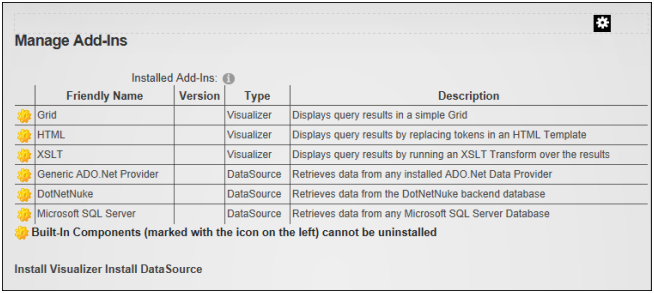 Manage Add-Ins
Installed Add-Ins:
Friendly Name Version Type Description
Grid Visualizer Displays query results in a simple Grid
HTML Visualizer Displays query results by replacing tokens in an HTML Template
XSLT Visualizer Displays query results by running an XSLT Transform over the results
Generic ADO.Net Provider DataSource Retrieves data from any installed ADO.Net Data Provider
DotNetNuke DataSource Retrieves data from the DotNetNuke backend database
Microsoft SQL Server DataSource Retrieves data from any Microsoft SQL Server Database
Built-In Components (marked with the icon on the left) cannot be uninstalled
Install Visualizer Install DataSource